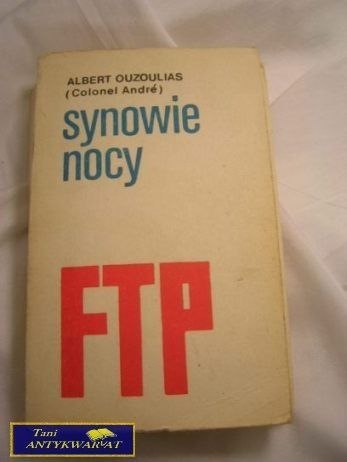 ALBERT OUZOULIAS
(Colonel André)
synowie
nocy
FTP
Tani
ANTYKWARIAT